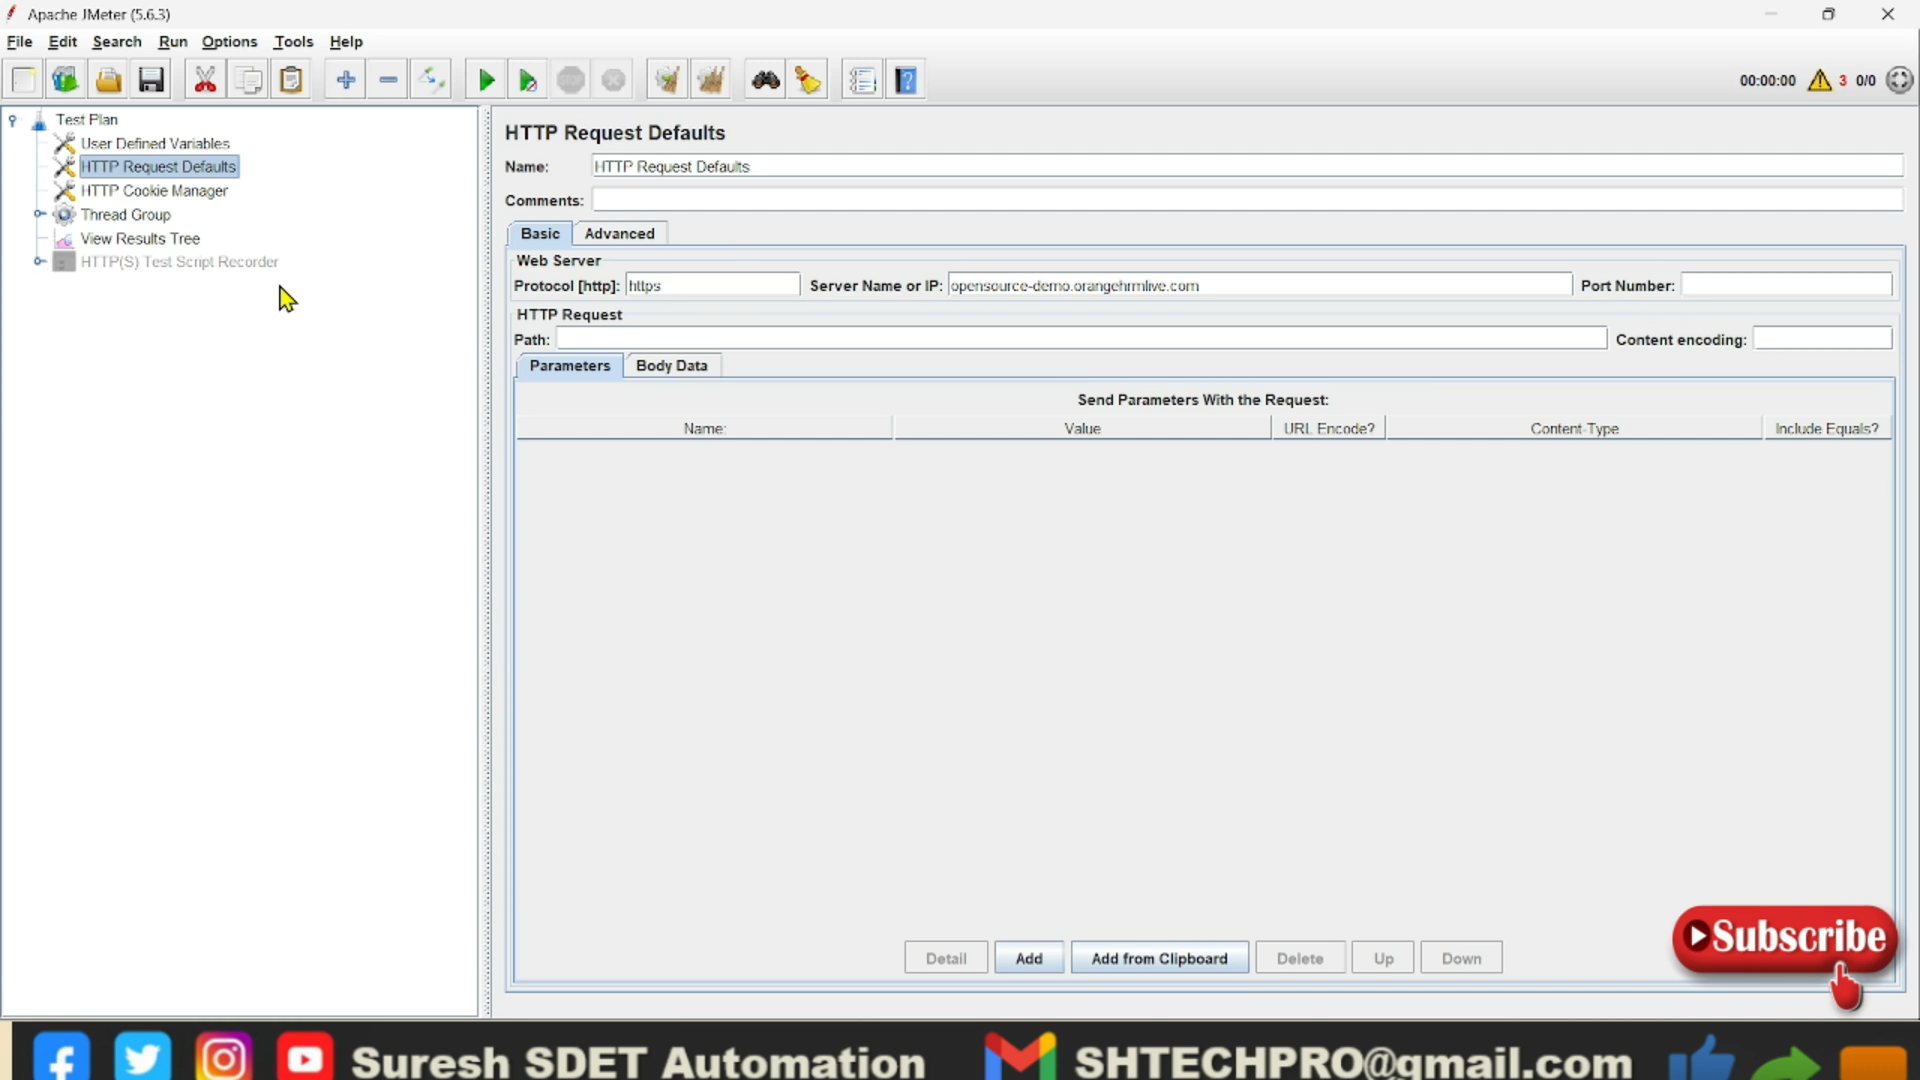 Apache JMeter (5.6.3)
File Edit Search Run Options Tools Help
STOP
00:00:00 3 0/0
Test Plan
User Defined Variables
HTTP Request Defaults
HTTP Cookie Manager
Thread Group
View Results Tree
HTTP(S) Test Script Recorder
HTTP Request Defaults
Name: HTTP Request Defaults
Comments:
Basic Advanced
Web Server
Protocol [http]: https Server Name or IP: opensource-demo.orangehrmlive.com Port Number:
HTTP Request
Path: Content encoding:
Parameters Body Data
Send Parameters With the Request:
Name: Value URL Encode? Content-Type Include Equals?
Detail Add Add from Clipboard Delete Up Down
Subscribe
Suresh SDET Automation SHTECHPRO@gmail.com